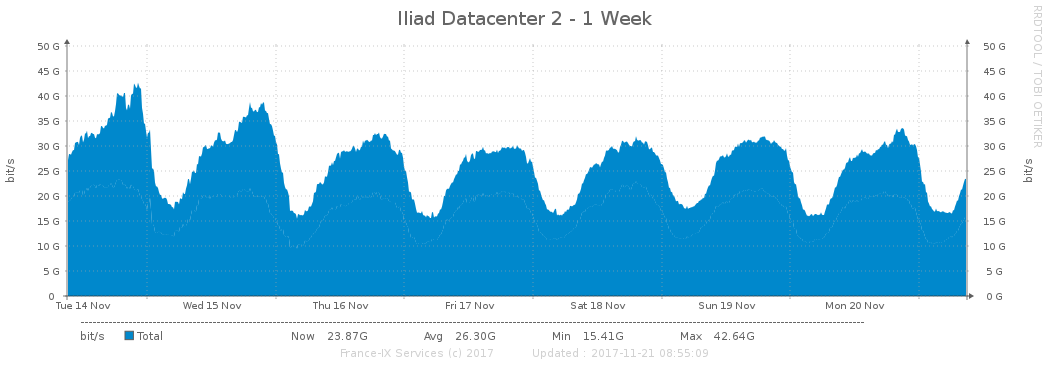 Iliad Datacenter 2 - 1 Week
RRDTOOL / TOBI OETIKER
bit/s
50 G 50 G
45 G 45 G
40 G 40 G
35 G 35 G
30 G 30 G
25 G 25 G
20 G 20 G
15 G 15 G
10 G 10 G
5 G 5 G
0 0 G
bit/s
Tue 14 Nov Wed 15 Nov Thu 16 Nov Fri 17 Nov Sat 18 Nov Sun 19 Nov Mon 20 Nov
bit/s Total Now 23.87G Avg 26.30G Min 15.41G Max 42.64G
France-IX Services (c) 2017 Updated : 2017-11-21 08:55:09